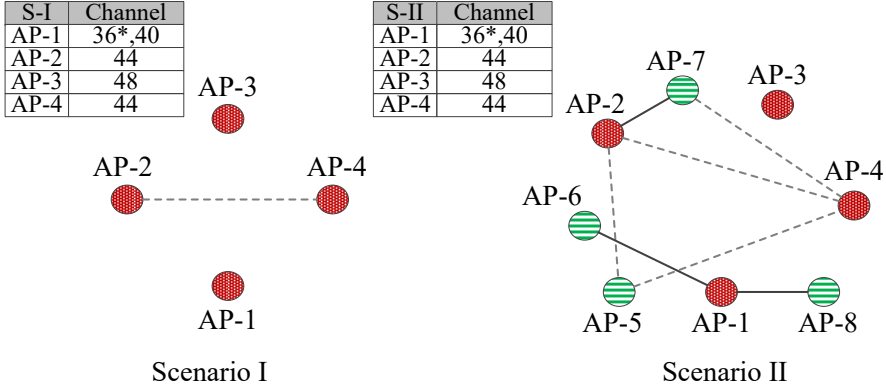 S-I Channel
AP-1 36*,40
AP-2 44
AP-3 48
AP-4 44
AP-3
AP-2
AP-4
AP-1
Scenario I
S-II Channel
AP-1 36*,40
AP-2 44
AP-3 48
AP-4 44
AP-7
AP-3
AP-2
AP-4
AP-6
AP-5
AP-1
AP-8
Scenario II